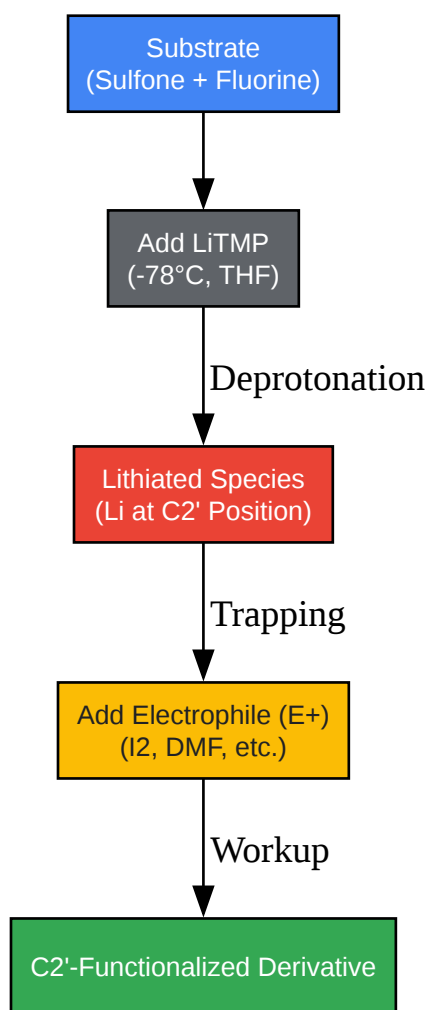 Substrate
(Sulfone + Fluorine)
Add LiTMP
(-78°C, THF)
Deprotonation
Lithiated Species
(Li at C2' Position)
Trapping
Add Electrophile (E+)
(I2, DMF, etc.)
Workup
C2'-Functionalized Derivative